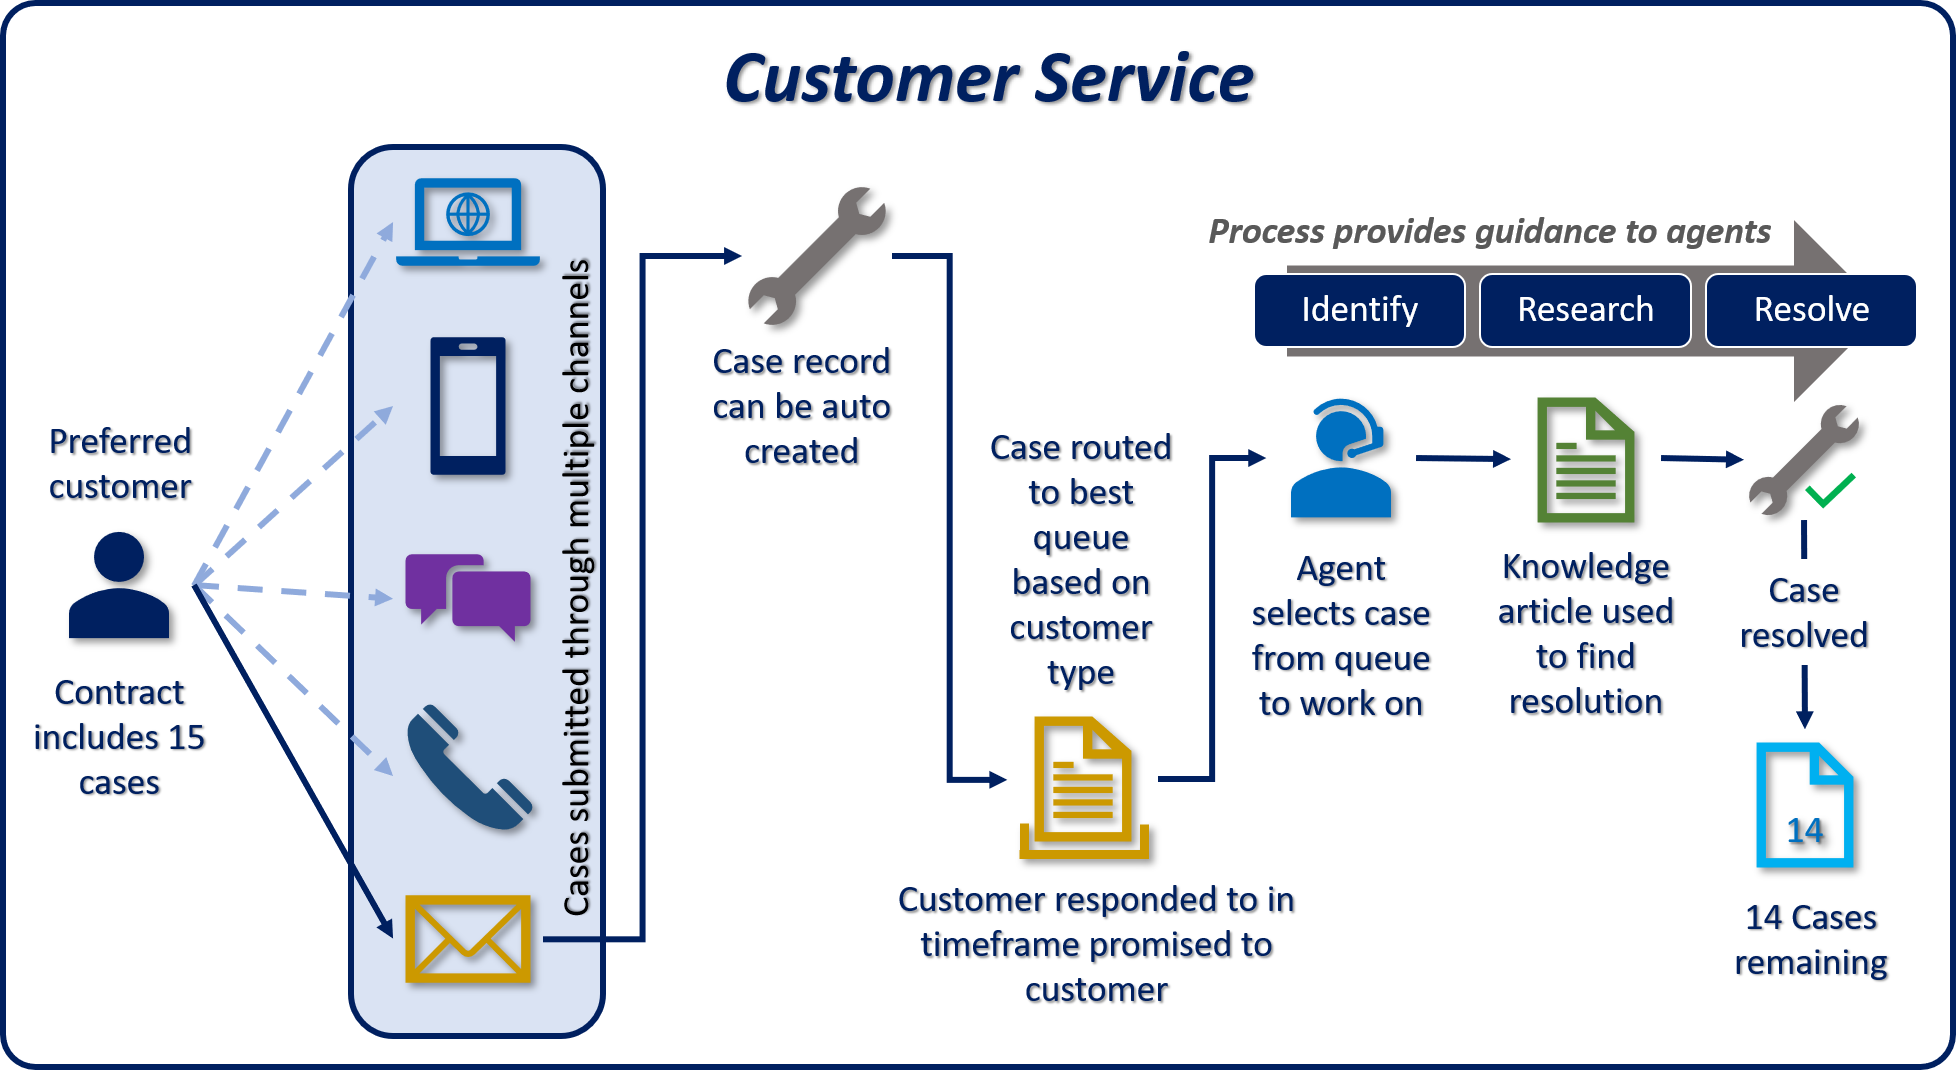 Customer Service
Preferred
customer
Contract
includes 15
cases
Cases submitted through multiple channels
Case record
can be auto
created
Case routed
to best
queue
based on
customer
type
Customer responded to in
timeframe promised to
customer
Process provides guidance to agents
Identify
Research
Resolve
Agent
selects case
from queue
to work on
Knowledge
article used
to find
resolution
Case
resolved
14
14 Cases
remaining